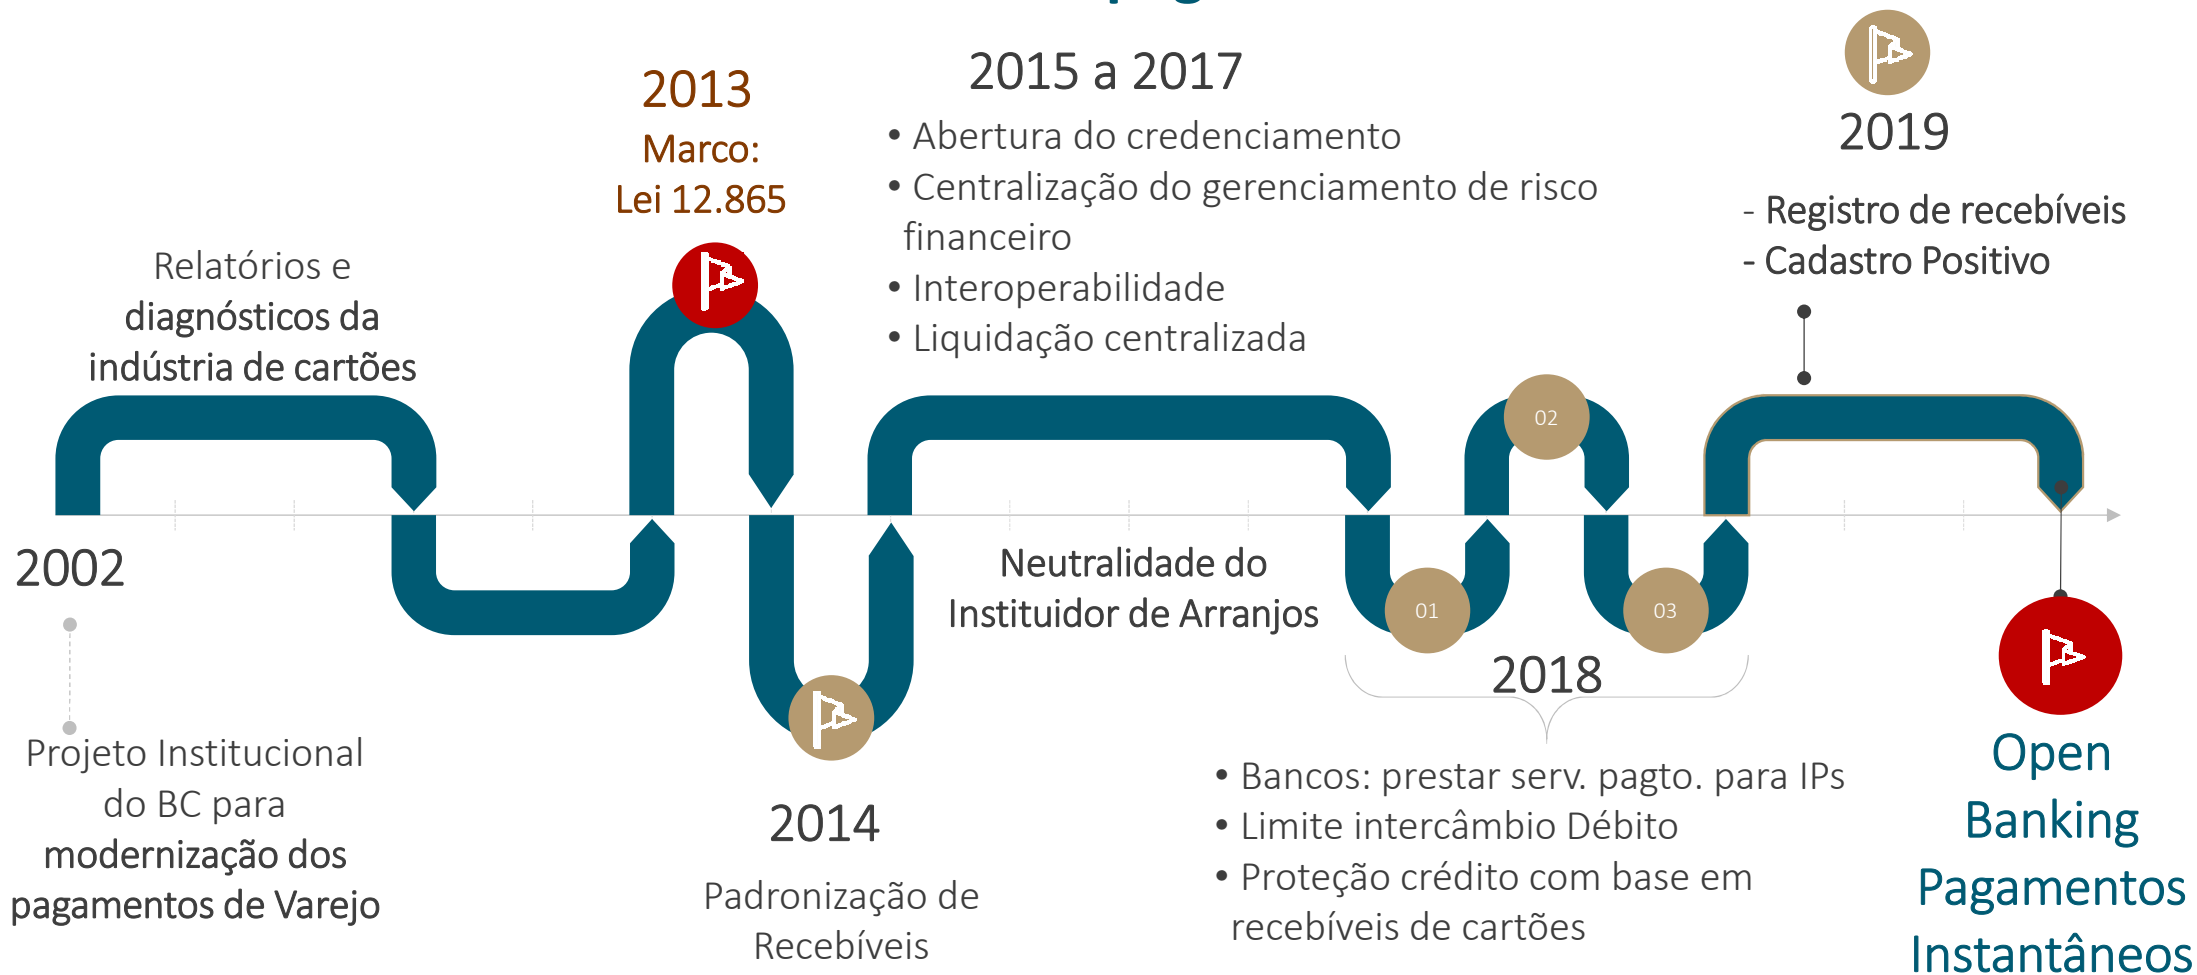 2002
Projeto Institucional
do BC para
modernização dos
pagamentos de Varejo
Relatórios e
diagnósticos da
indústria de cartões
2013
Marco:
Lei 12.865
2014
Padronização de
Recebíveis
2015 a 2017
• Abertura do credenciamento
• Centralização do gerenciamento de risco
financeiro
• Interoperabilidade
• Liquidação centralizada
Neutralidade do
Instituidor de Arranjos
01
02
03
2018
• Bancos: prestar serv. pagto. para IPs
• Limite intercâmbio Débito
• Proteção crédito com base em
recebíveis de cartões
2019
- Registro de recebíveis
- Cadastro Positivo
Open
Banking
Pagamentos
Instantâneos